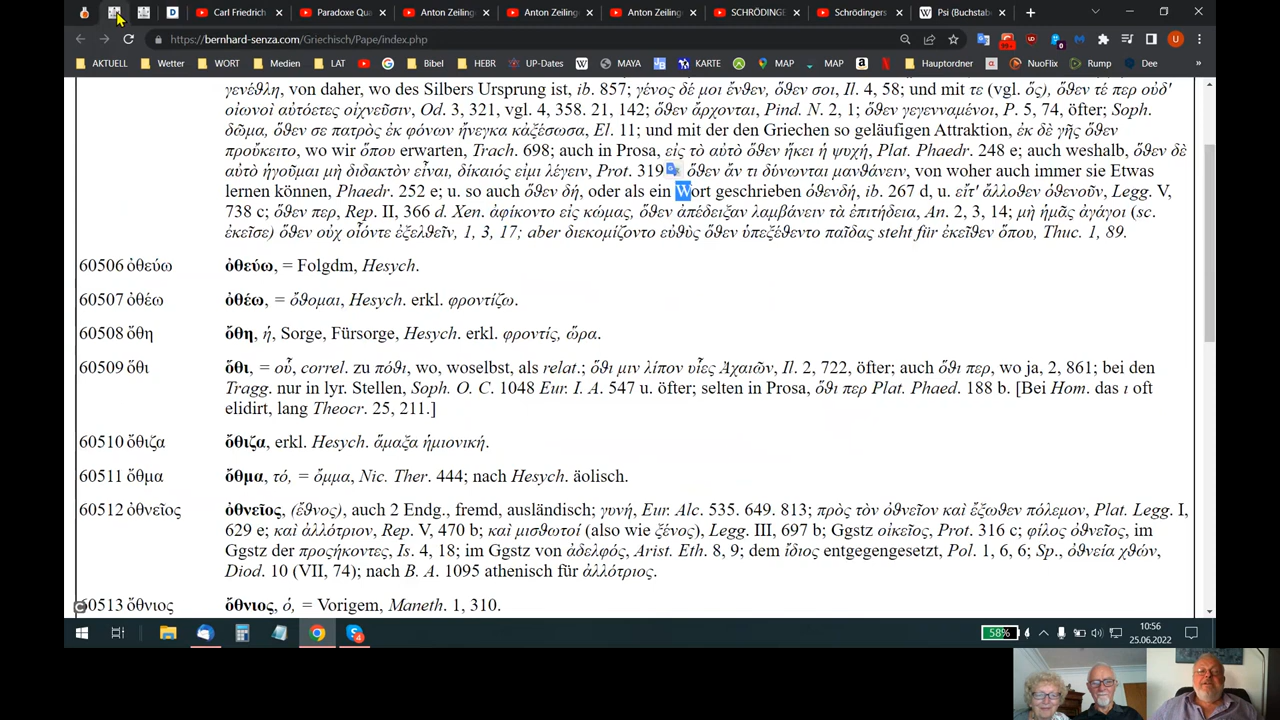 Carl Friedrich
Paradoxe Qua
Anton Zeiling
Anton Zeiling
Anton Zeiling
SCHRÖDINGE
Schrödingers
Psi (Buchstab
https://bernhard-senza.com/Griechisch/Pape/index.php
AKTUELL Wetter WORT Medien LAT Bibel HEBR UP-Dates MAYA KARTE MAP MAP Hauptordner NuoFlix Rump Dee
γενέθλη, von daher, wo des Silbers Ursprung ist, ib. 857; γένος δέ μοι ἔνθεν, ὅθεν σοι, Il. 4, 58; und mit τε (vgl. ὅς), ὅθεν τέ περ οὐδ'
οἰωνοὶ αὐτόετες οἰχνεῦσιν, Od. 3, 321, vgl. 4, 358. 21, 142; ὅθεν ἄρχονται, Pind. N. 2, 1; ὅθεν γεγενναμένοι, P. 5, 74, öfter; Soph.
δῶμα, ὅθεν σε πατρὸς ἐκ φόνων ἤνεγκα κἀξέσωσα, El. 11; und mit der den Griechen so geläufigen Attraktion, ἐκ δὲ γῆς ὅθεν
προὔκειτο, wo wir ὅπου erwarten, Trach. 698; auch in Prosa, εἰς τὸ αὐτὸ ὅθεν ἥκει ἡ ψυχή, Plat. Phaedr. 248 e; auch weshalb, ὅθεν δὲ
αὐτὸ ἡγοῦμαι μὴ διδακτὸν εἶναι, δίκαιός εἰμι λέγειν, Prot. 319 ὅθεν ἄν τι δύνωνται μανθάνειν, von woher auch immer sie Etwas
lernen können, Phaedr. 252 e; u. so auch ὅθεν δή, oder als ein Wort geschrieben ὁθενδή, ib. 267 d, u. εἴτ' ἄλλοθεν ὁθενοῦν, Legg. V,
738 c; ὅθεν περ, Rep. II, 366 d. Xen. ἀφίκοντο εἰς κώμας, ὅθεν ἀπέδειξαν λαμβάνειν τὰ ἐπιτήδεια, An. 2, 3, 14; μὴ ἡμᾶς ἀγάγοι (sc.
ἐκεῖσε) ὅθεν οὐχ οἷόντε ἐξελθεῖν, 1, 3, 17; aber διεκομίζοντο εὐθὺς ὅθεν ὑπεξέθεντο παῖδας steht für ἐκεῖθεν ὅπου, Thuc. 1, 89.
60506 ὀθεύω ὀθεύω, = Folgdm, Hesych.
60507 ὀθέω ὀθέω, = ὄθομαι, Hesych. erkl. φροντίζω.
60508 ὄθη ὄθη, ἡ, Sorge, Fürsorge, Hesych. erkl. φροντίς, ὥρα.
60509 ὅθι ὅθι, = οὗ, correl. zu πόθι, wo, woselbst, als relat.; ὅθι μιν λίπον υἷες Ἀχαιῶν, Il. 2, 722, öfter; auch ὅθι περ, wo ja, 2, 861; bei den
Tragg. nur in lyr. Stellen, Soph. O. C. 1048 Eur. I. A. 547 u. öfter; selten in Prosa, ὅθι περ Plat. Phaed. 188 b. [Bei Hom. das ι oft
elidirt, lang Theocr. 25, 211.]
60510 ὄθιζα ὄθιζα, erkl. Hesych. ἅμαξα ἡμιονική.
60511 ὄθμα ὄθμα, τό, = ὄμμα, Nic. Ther. 444; nach Hesych. äolisch.
60512 ὀθνεῖος ὀθνεῖος, (ἔθνος), auch 2 Endg., fremd, ausländisch; γυνή, Eur. Alc. 535. 649. 813; πρὸς τὸν ὀθνεῖον καὶ ἔξωθεν πόλεμον, Plat. Legg. I,
629 e; καὶ ἀλλότριον, Rep. V, 470 b; καὶ μισθωτοί (also wie ξένος), Legg. III, 697 b; Ggstz οἰκεῖος, Prot. 316 c; φίλος ὀθνεῖος, im
Ggstz der προσήκοντες, Is. 4, 18; im Ggstz von ἀδελφός, Arist. Eth. 8, 9; dem ἴδιος entgegengesetzt, Pol. 1, 6, 6; Sp., ὀθνεία χθών,
Diod. 10 (VII, 74); nach B. A. 1095 athenisch für ἀλλότριος.
60513 ὄθνιος ὄθνιος, ὁ, = Vorigem, Maneth. 1, 310.
58%
10:56
25.06.2022